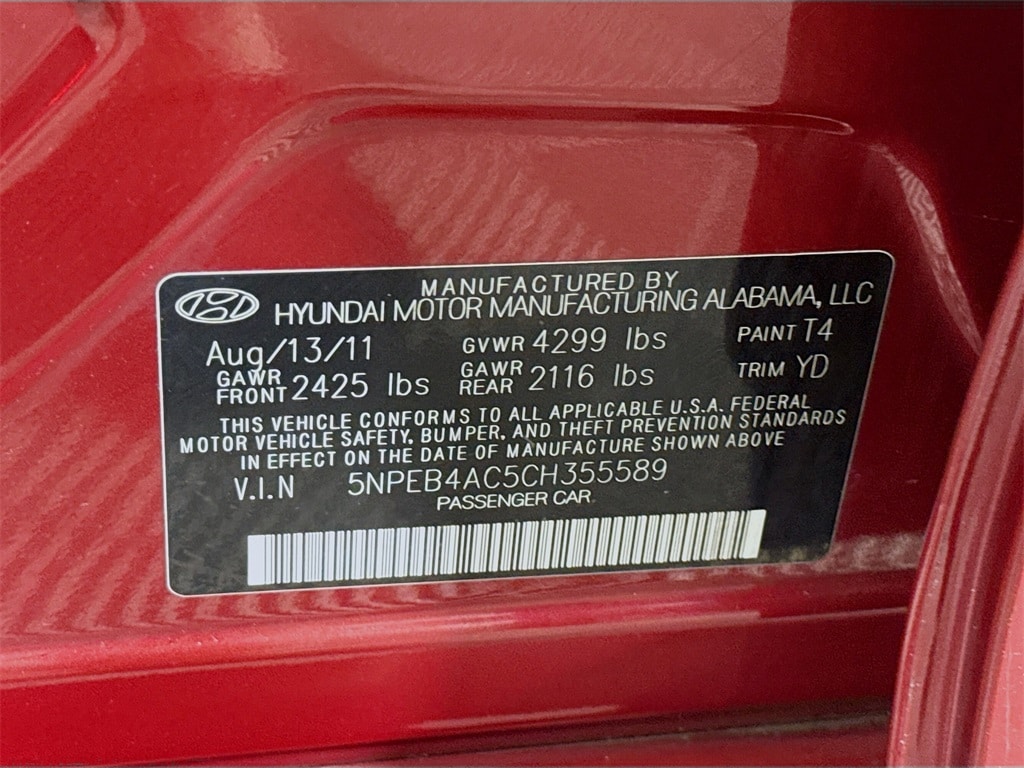 MANUFACTURED BY
HYUNDAI MOTOR MANUFACTURING ALABAMA, LLC
Aug/13/11 GVWR 4299 lbs PAINT T4
GAWR FRONT 2425 lbs GAWR REAR 2116 lbs TRIM YD
THIS VEHICLE CONFORMS TO ALL APPLICABLE U.S.A. FEDERAL
MOTOR VEHICLE SAFETY, BUMPER, AND THEFT PREVENTION STANDARDS
IN EFFECT ON THE DATE OF MANUFACTURE SHOWN ABOVE
V.I.N 5NPEB4AC5CH355589
PASSENGER CAR